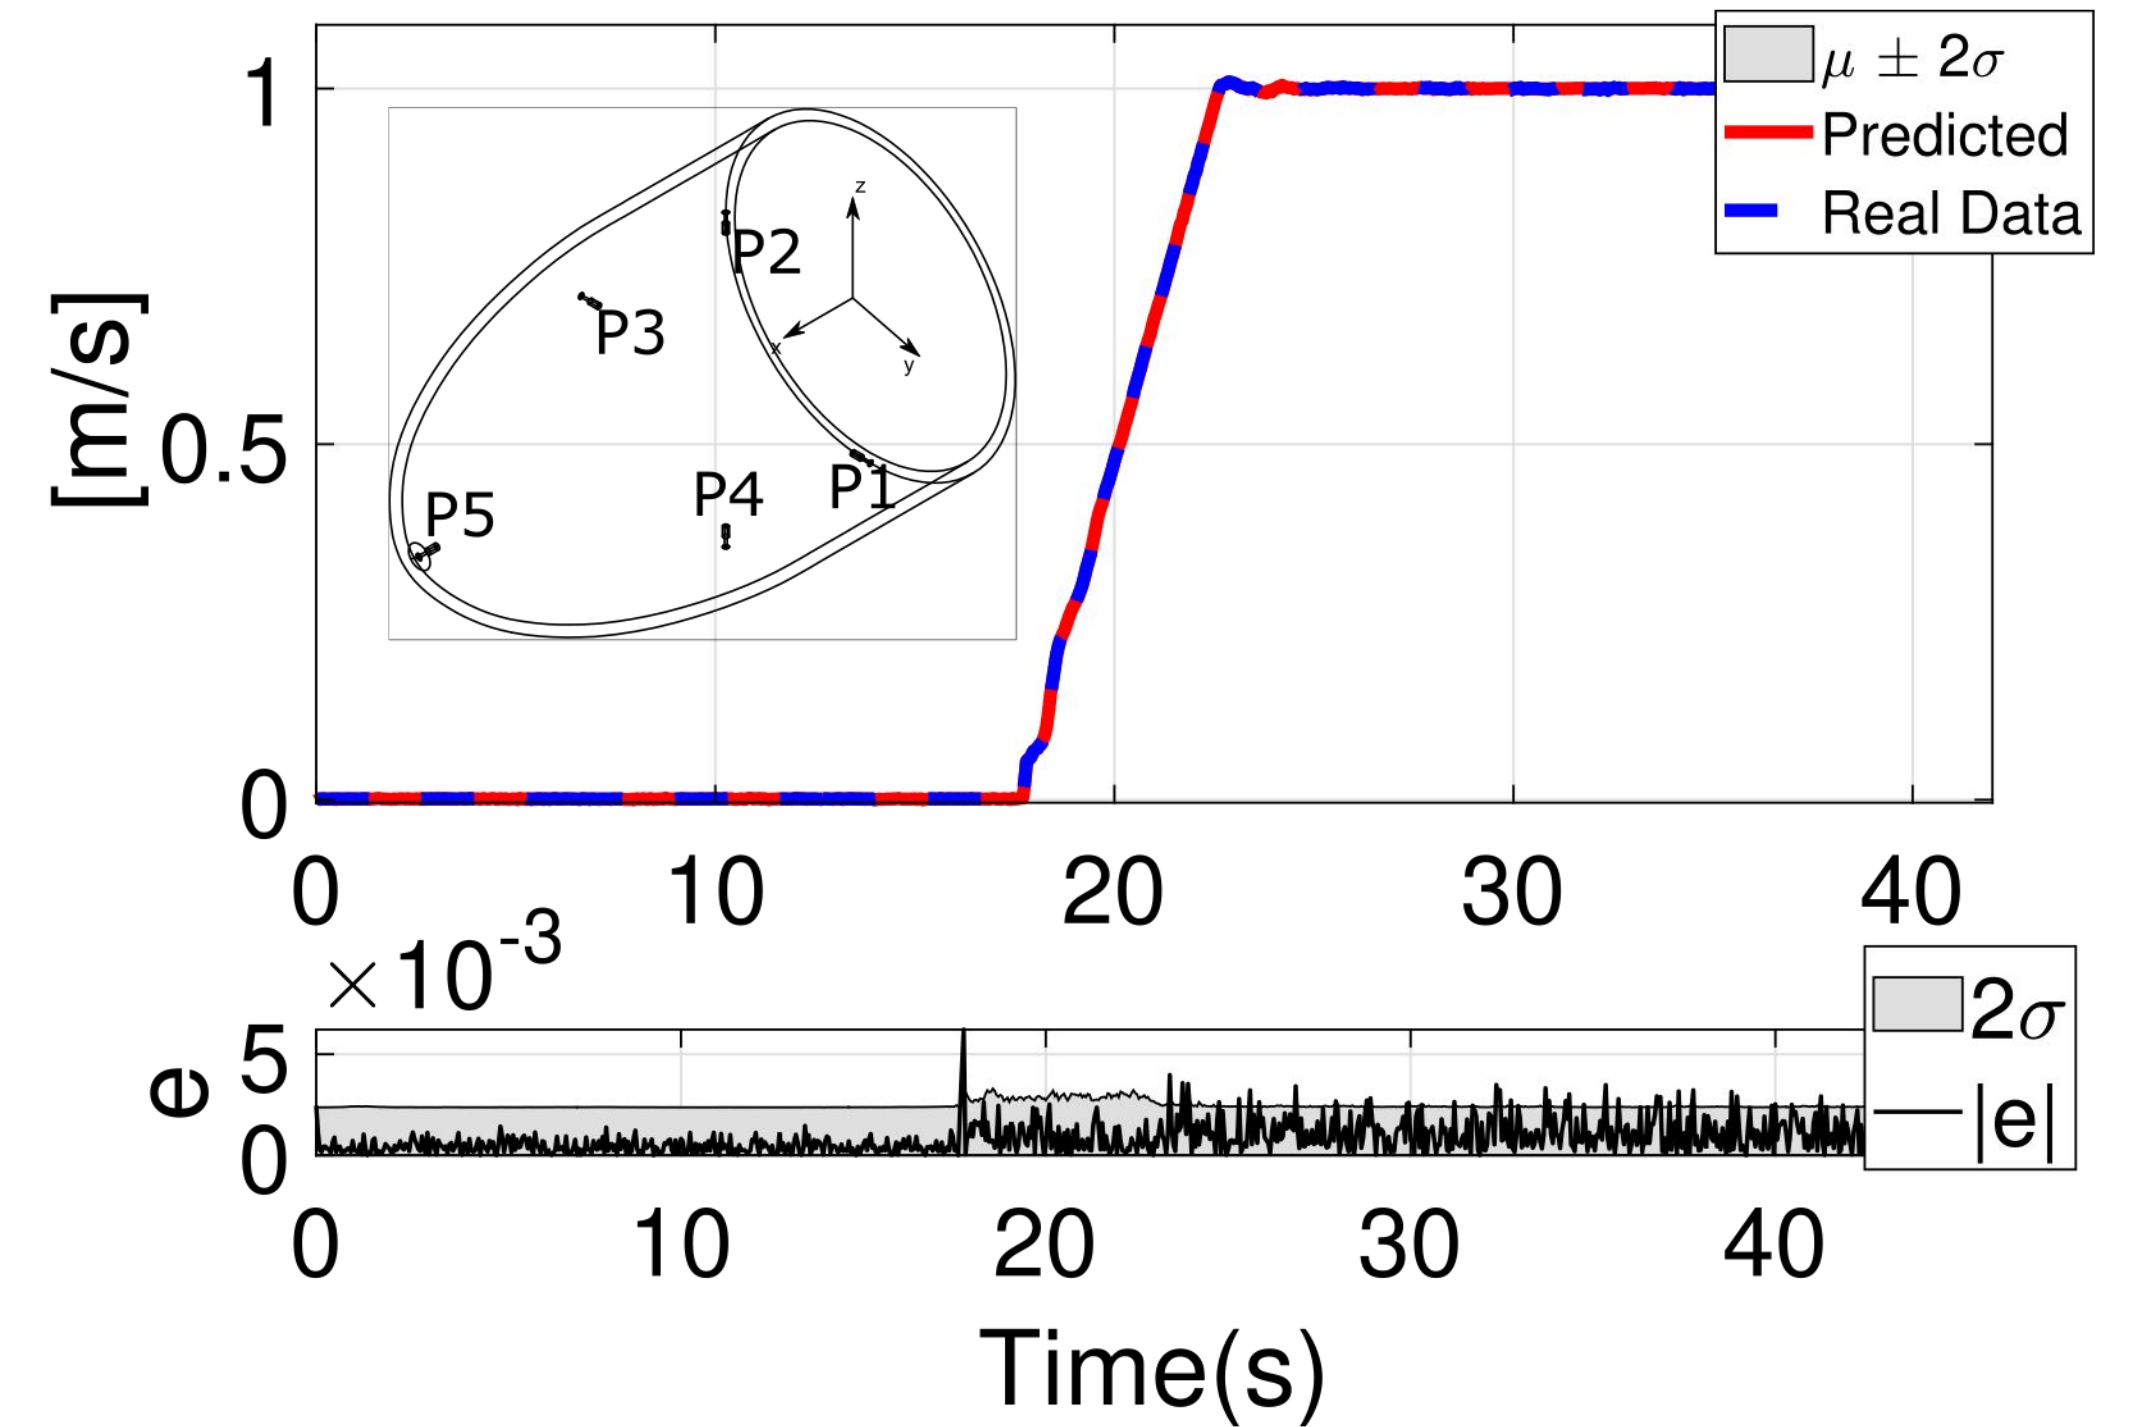 [m/s]
1
0.5
0
0 10 20 30 40
μ ± 2σ
Predicted
Real Data
z
x
y
P2
P3
P1
P4
P5
×10-3
e
5
0
0 10 20 30 40
2σ
|e|
Time(s)